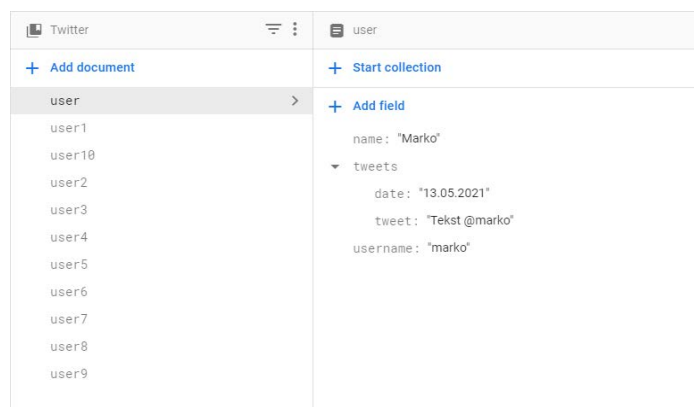 Twitter
Add document
user
user1
user10
user2
user3
user4
user5
user6
user7
user8
user9
user
Start collection
Add field
name: "Marko"
tweets
date: "13.05.2021"
tweet: "Tekst @marko"
username: "marko"